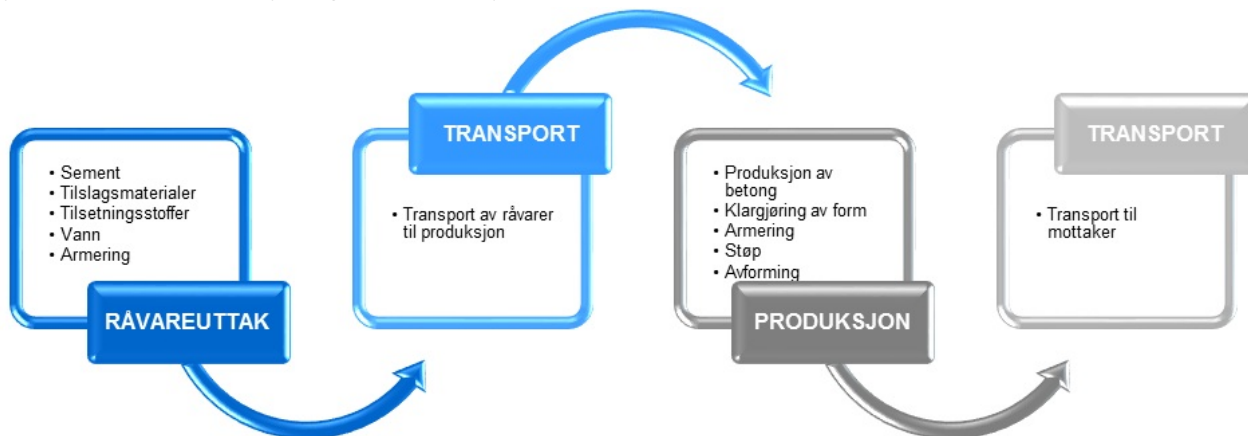 • Sement
• Tilslagsmaterialer
• Tilsetningsstoffer
• Vann
• Armering
RÅVAREUTTAK
TRANSPORT
• Transport av råvarer
til produksjon
• Produksjon av
betong
• Klargjøring av form
• Armering
• Støp
• Avforming
PRODUKSJON
TRANSPORT
• Transport til
mottaker